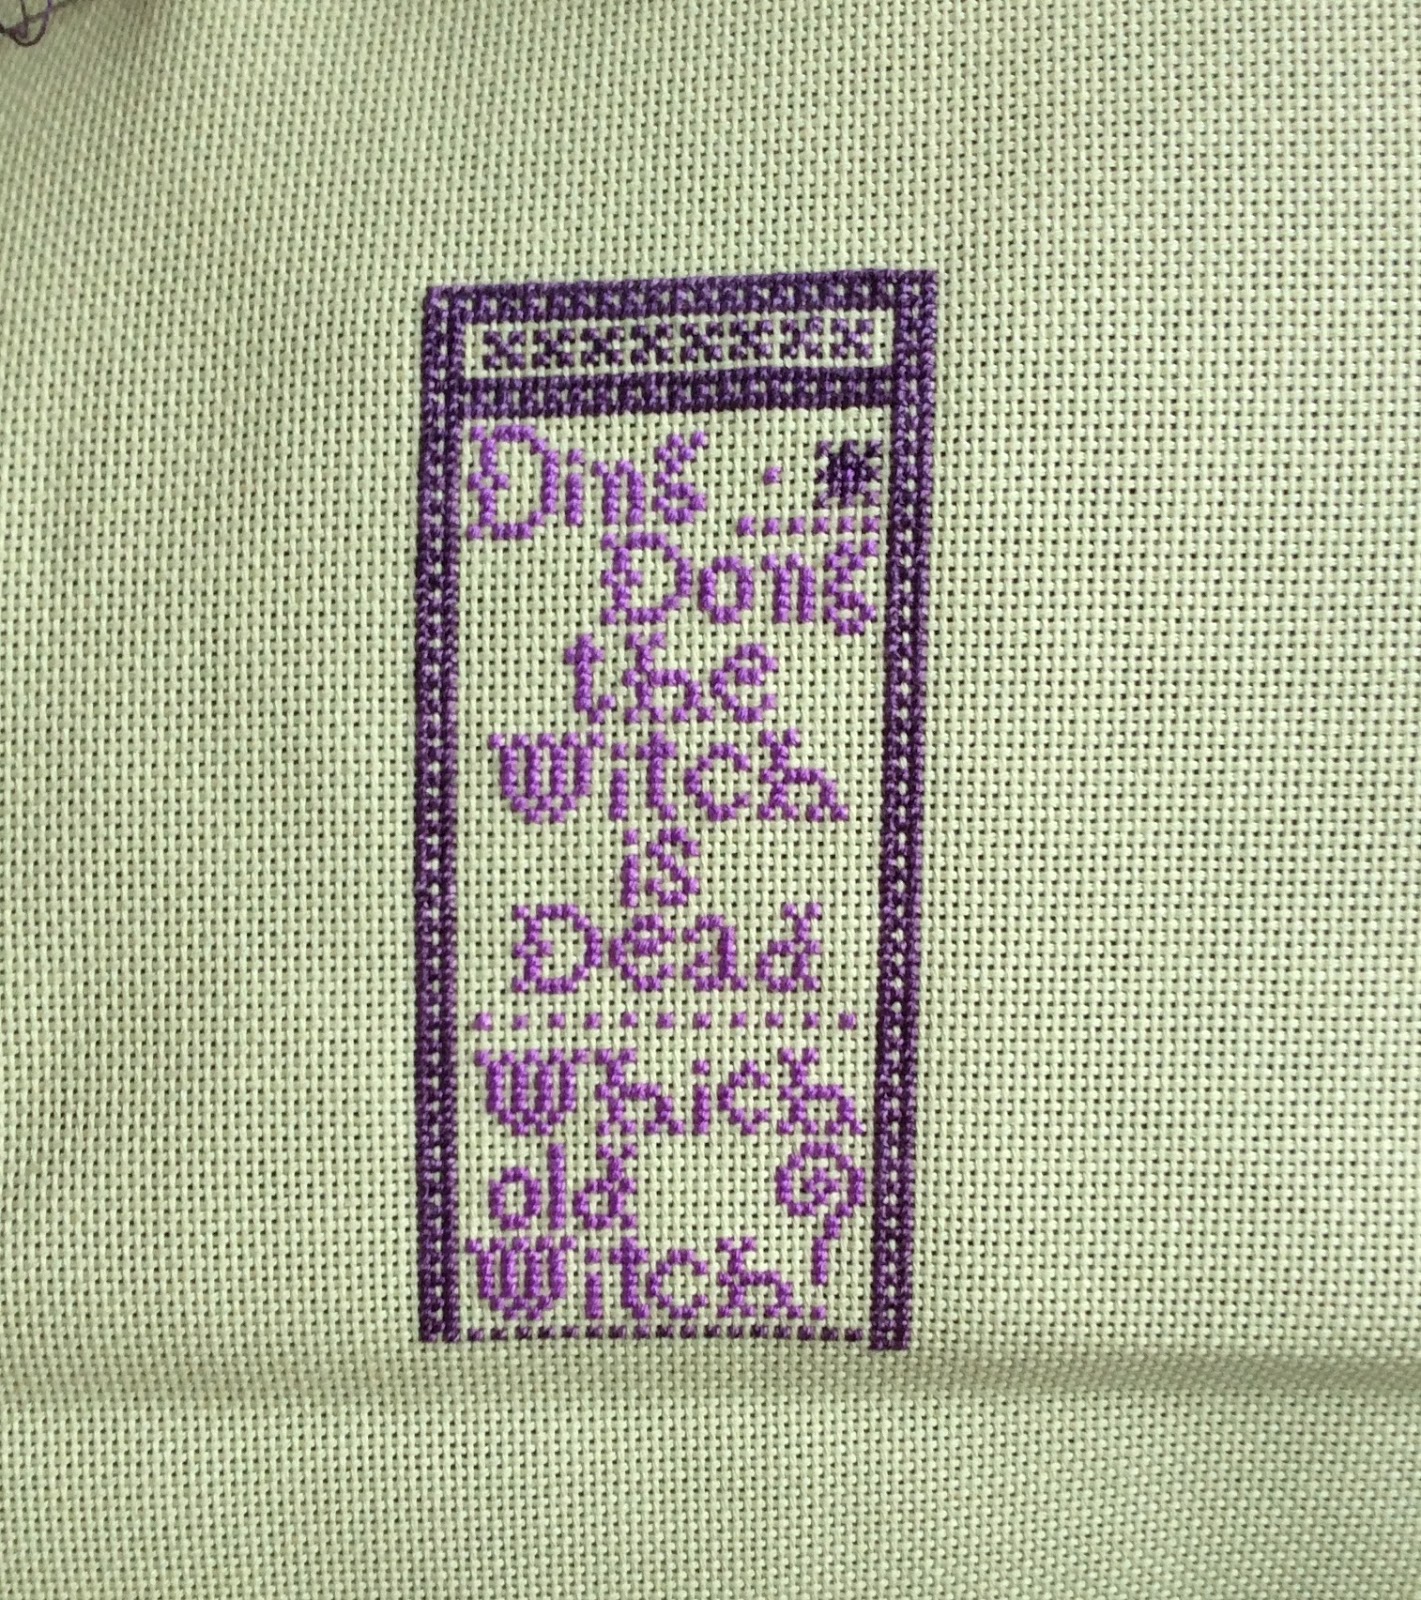 Ding
Dong
the
Witch
is
Dead
Which
old ?
Witch